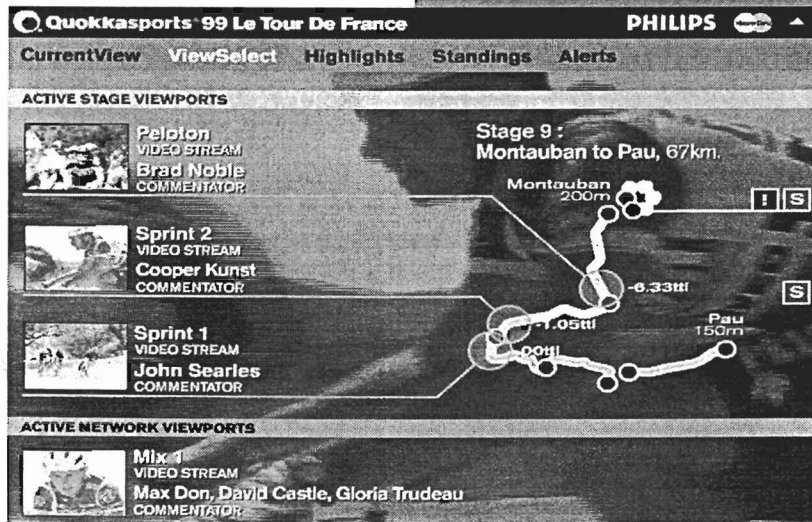 Quokkasports '99 Le Tour De France PHILIPS
CurrentView ViewSelect Highlights Standings Alerts
ACTIVE STAGE VIEWPORTS
Peloton
VIDEO STREAM
Brad Noble
COMMENTATOR
Sprint 2
VIDEO STREAM
Cooper Kunst
COMMENTATOR
Sprint 1
VIDEO STREAM
John Searles
COMMENTATOR
Stage 9 :
Montauban to Pau, 67km.
Montauban
200m
! S
-6.33ttl
S
-1.05ttl
.00ttl
Pau
150m
ACTIVE NETWORK VIEWPORTS
Mix 1
VIDEO STREAM
Max Don, David Castle, Gloria Trudeau
COMMENTATOR